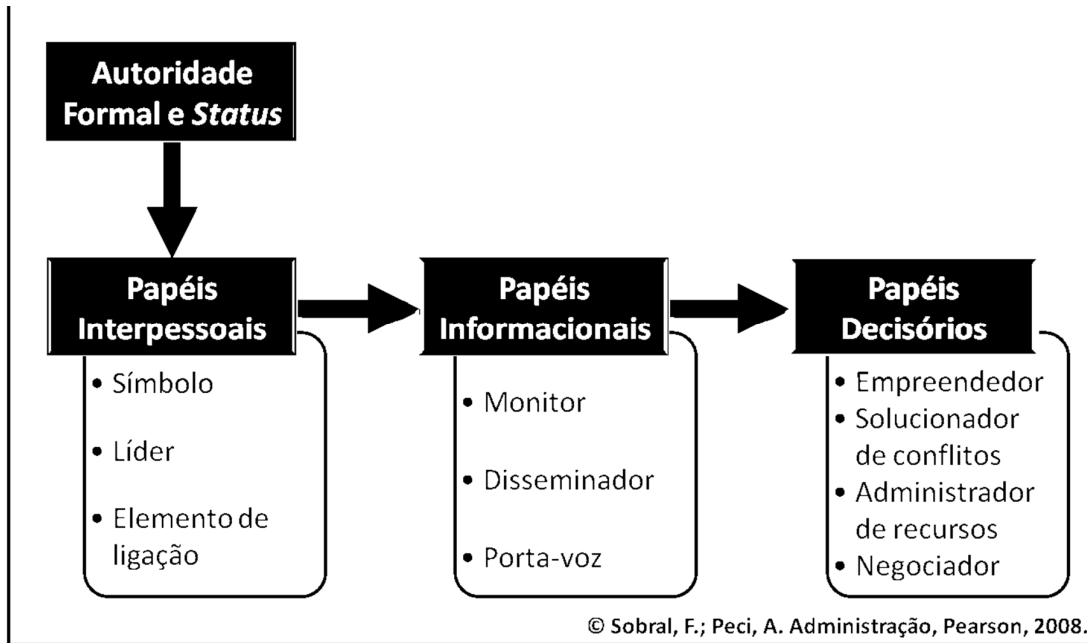 Autoridade
Formal e Status
Papéis
Interpessoais
• Símbolo
• Líder
• Elemento de
ligação
Papéis
Informacionais
• Monitor
• Disseminador
• Porta-voz
Papéis
Decisórios
• Empreendedor
• Solucionador
de conflitos
• Administrador
de recursos
• Negociador
© Sobral, F.; Peci, A. Administração, Pearson, 2008.